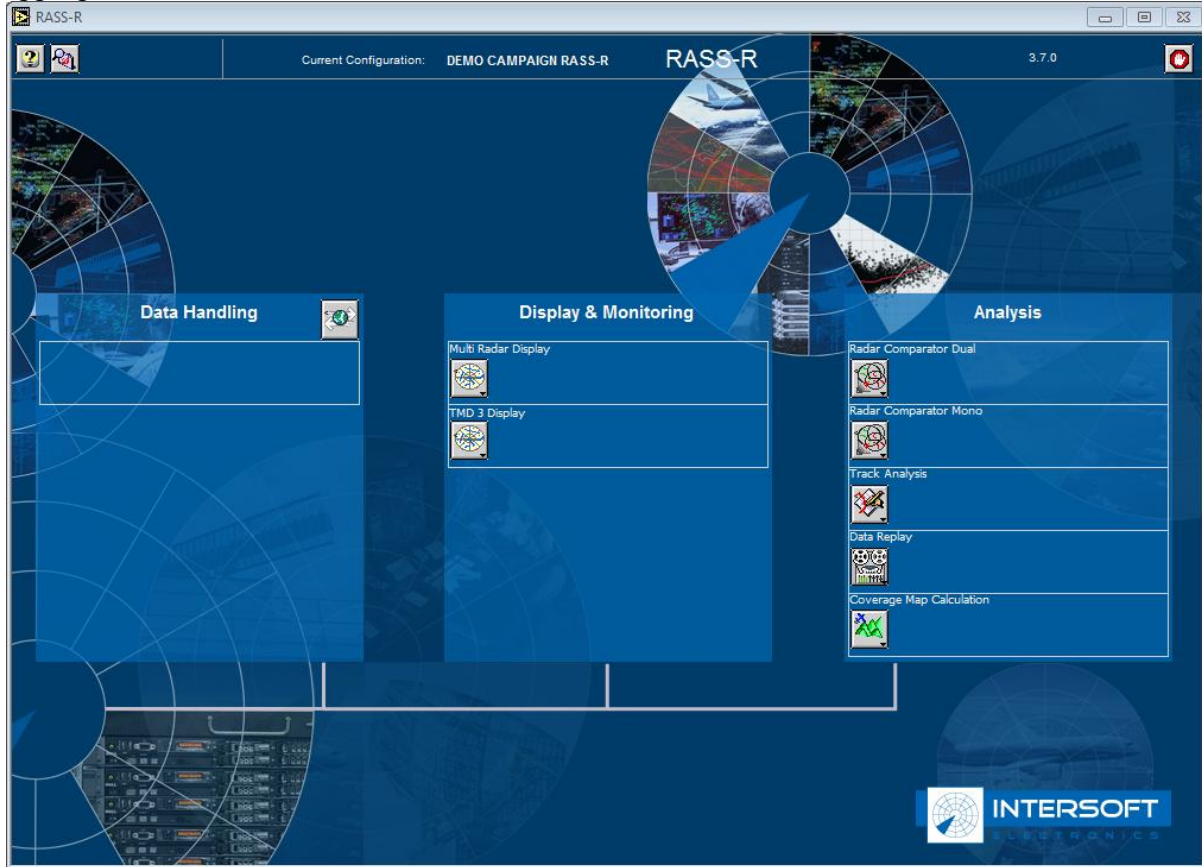 RASS-R
Current Configuration: DEMO CAMPAIGN RASS-R RASS-R 3.7.0
Data Handling
Display & Monitoring
Multi Radar Display
TMD 3 Display
Analysis
Radar Comparator Dual
Radar Comparator Mono
Track Analysis
Data Replay
Coverage Map Calculation
INTERSOFT
ELECTRONICS